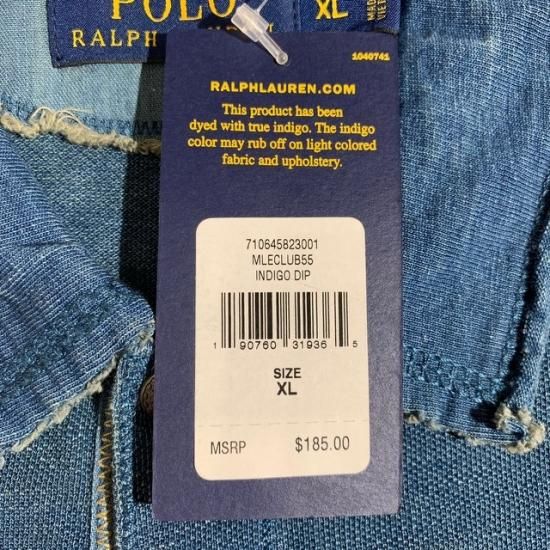 POLO
XL
RALPH
MADE
VIET
1040741
RALPHLAUREN.COM
This product has been
dyed with true indigo. The indigo
color may rub off on light colored
fabric and upholstery.
710645823001
MLECLUB55
INDIGO DIP
1 90760 31936 5
SIZE
XL
MSRP $185.00